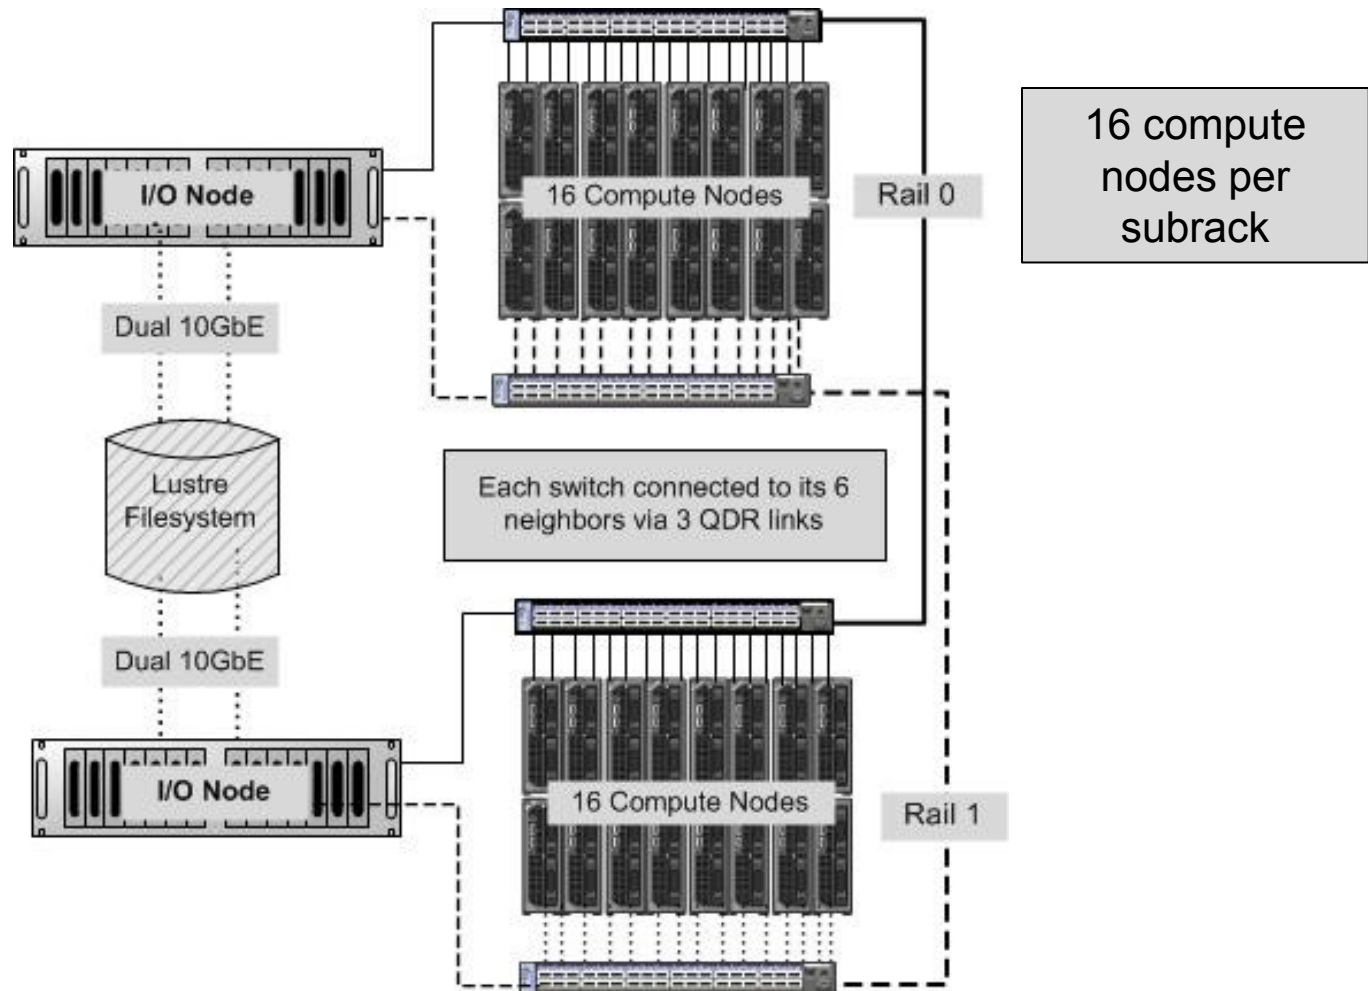 16 compute
nodes per
subrack
I/O Node
16 Compute Nodes
Rail 0
Dual 10GbE
Lustre
Filesystem
Each switch connected to its 6
neighbors via 3 QDR links
Dual 10GbE
I/O Node
16 Compute Nodes
Rail 1